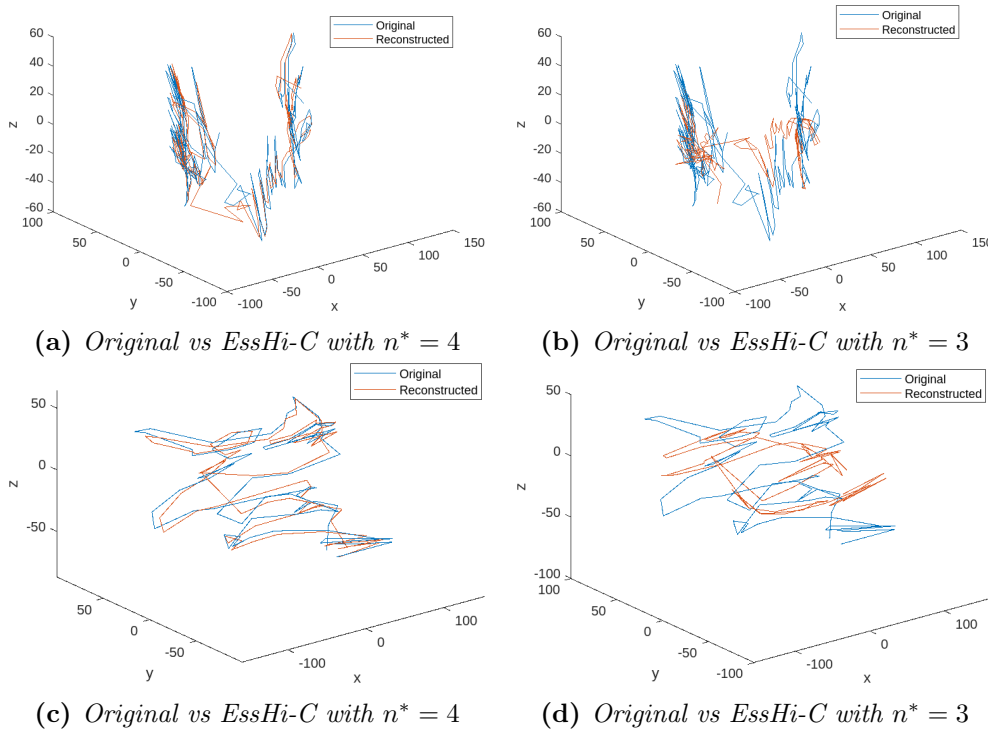 Original
Reconstructed
60
40
20
0
-20
-40
-60
z
100
50
0
-50
-100
y
-100
-50
0
50
100
150
x
(a) Original vs EssHi-C with n* = 4
Original
Reconstructed
60
40
20
0
-20
-40
-60
z
100
50
0
-50
-100
y
-100
-50
0
50
100
150
x
(b) Original vs EssHi-C with n* = 3
Original
Reconstructed
50
0
-50
z
50
0
-50
y
-100
0
100
x
(c) Original vs EssHi-C with n* = 4
Original
Reconstructed
50
0
-50
-100
z
100
50
0
-50
-100
y
-100
0
100
x
(d) Original vs EssHi-C with n* = 3